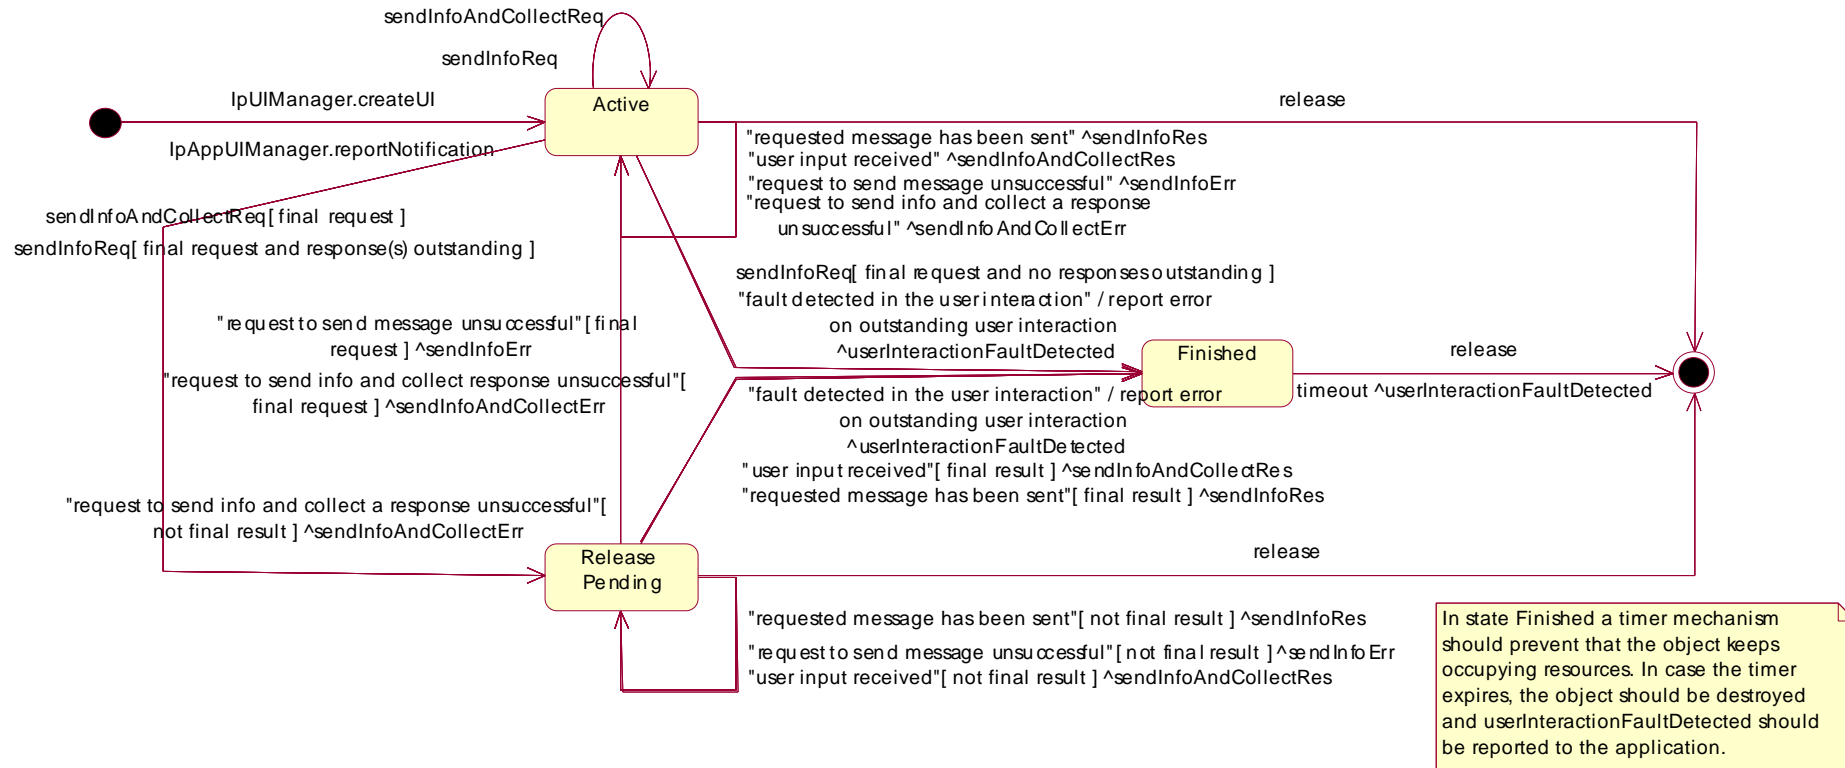 sendInfoAndCollectReq
sendInfoReq
IpUIManager.createUI
Active
release
IpAppUIManager.reportNotification
"requested message has been sent" ^sendInfoRes
"user input received" ^sendInfoAndCollectRes
"request to send message unsuccessful" ^sendInfoErr
"request to send info and collect a response
unsuccessful" ^sendInfoAndCollectErr
sendInfoAndCollectReq[ final request ]
sendInfoReq[ final request and response(s) outstanding ]
sendInfoReq[ final request and no responses outstanding ]
"fault detected in the user interaction" / report error
on outstanding user interaction
^userInteractionFaultDetected
"request to send message unsuccessful"[ final
request ] ^sendInfoErr
"request to send info and collect response unsuccessful"[
final request ] ^sendInfoAndCollectErr
Finished
release
timeout ^userInteractionFaultDetected
"fault detected in the user interaction" / report error
on outstanding user interaction
^userInteractionFaultDetected
"user input received"[ final result ] ^sendInfoAndCollectRes
"requested message has been sent"[ final result ] ^sendInfoRes
"request to send info and collect a response unsuccessful"[
not final result ] ^sendInfoAndCollectErr
Release
Pending
release
"requested message has been sent"[ not final result ] ^sendInfoRes
"request to send message unsuccessful"[ not final result ] ^sendInfoErr
"user input received"[ not final result ] ^sendInfoAndCollectRes
In state Finished a timer mechanism
should prevent that the object keeps
occupying resources. In case the timer
expires, the object should be destroyed
and userInteractionFaultDetected should
be reported to the application.